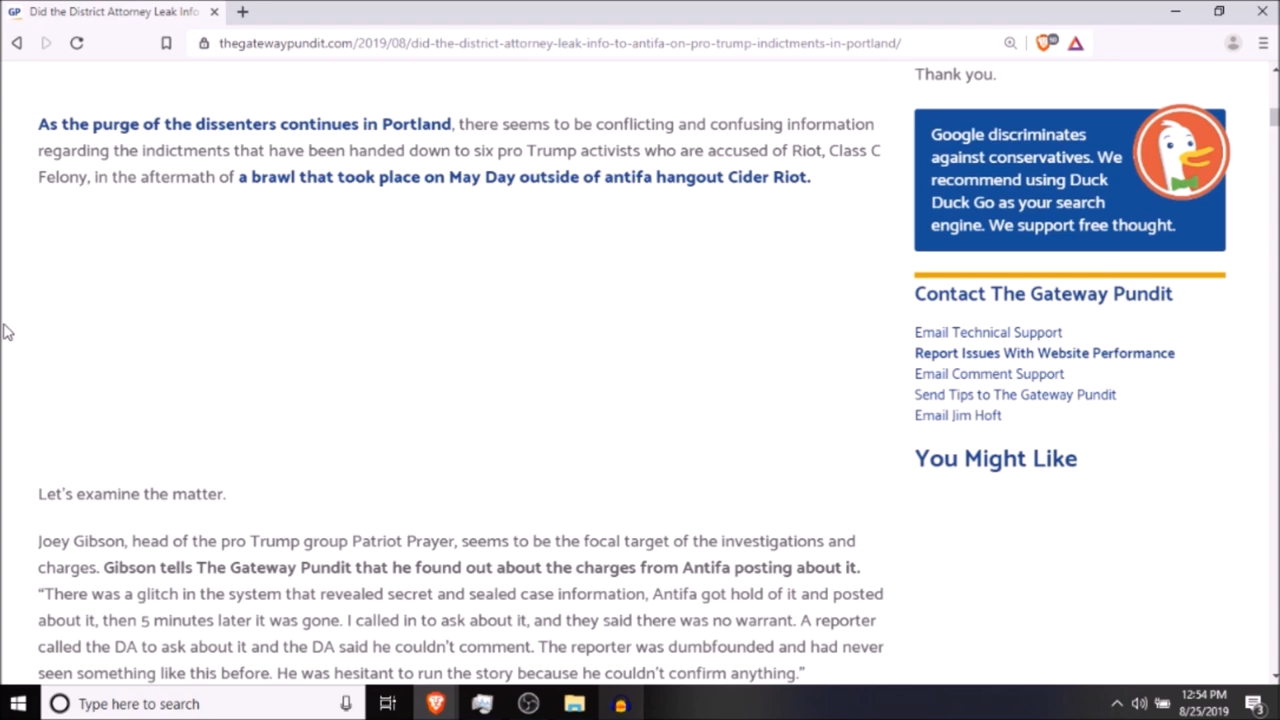 GP Did the District Attorney Leak Info
thegatewaypundit.com/2019/08/did-the-district-attorney-leak-info-to-antifa-on-pro-trump-indictments-in-portland/
As the purge of the dissenters continues in Portland, there seems to be conflicting and confusing information
regarding the indictments that have been handed down to six pro Trump activists who are accused of Riot, Class C
Felony, in the aftermath of a brawl that took place on May Day outside of antifa hangout Cider Riot.
Let's examine the matter.
Joey Gibson, head of the pro Trump group Patriot Prayer, seems to be the focal target of the investigations and
charges. Gibson tells The Gateway Pundit that he found out about the charges from Antifa posting about it.
“There was a glitch in the system that revealed secret and sealed case information, Antifa got hold of it and posted
about it, then 5 minutes later it was gone. I called in to ask about it, and they said there was no warrant. A reporter
called the DA to ask about it and the DA said he couldn't comment. The reporter was dumbfounded and had never
seen something like this before. He was hesitant to run the story because he couldn't confirm anything.”
Thank you.
Google discriminates
against conservatives. We
recommend using Duck
Duck Go as your search
engine. We support free thought.
Contact The Gateway Pundit
Email Technical Support
Report Issues With Website Performance
Email Comment Support
Send Tips to The Gateway Pundit
Email Jim Hoft
You Might Like
Type here to search
12:54 PM
8/25/2019
3